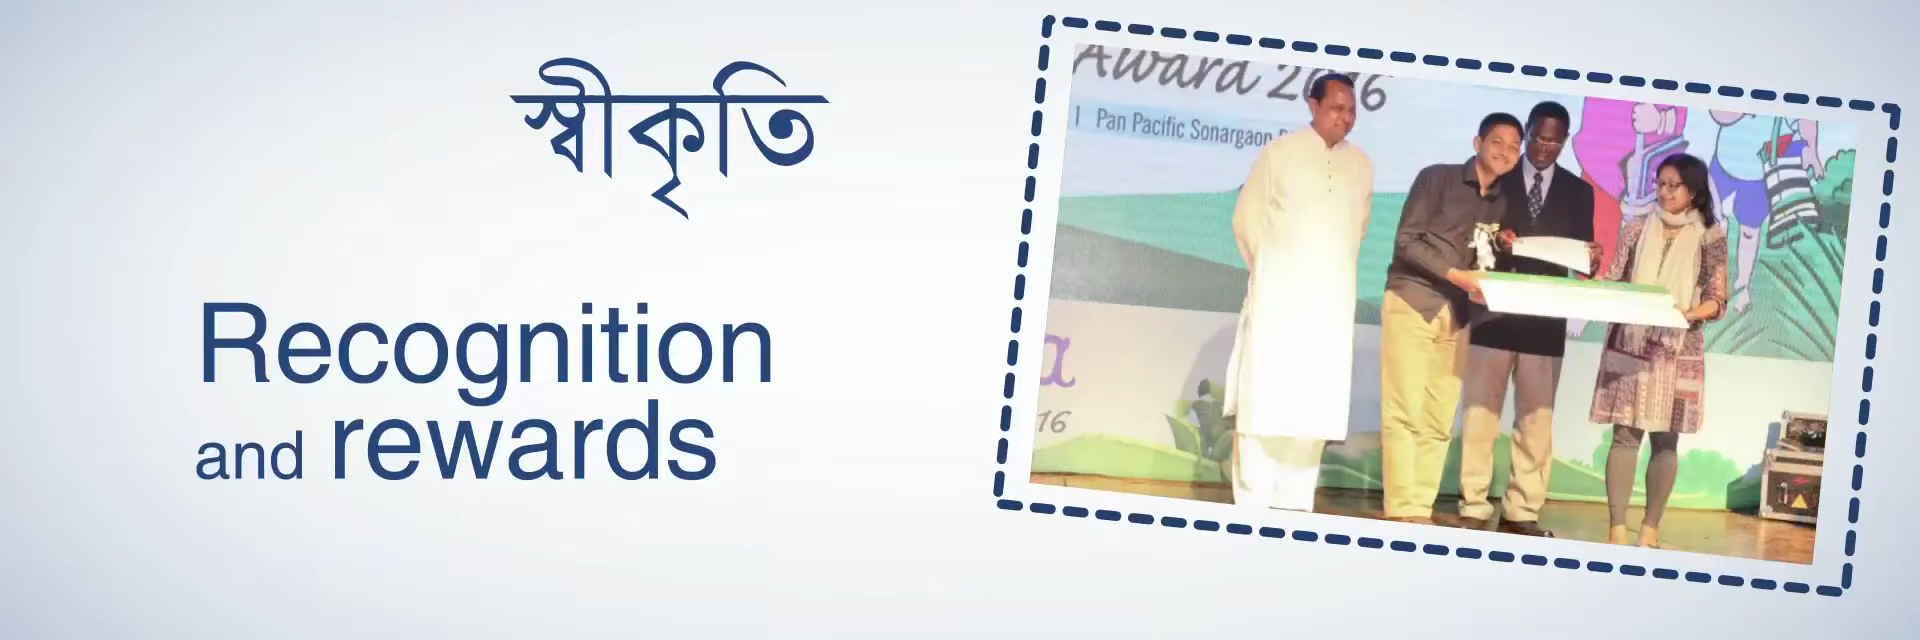 স্বীকৃতি
Recognition
and rewards
Award 2016
| Pan Pacific Sonargaon
a
16